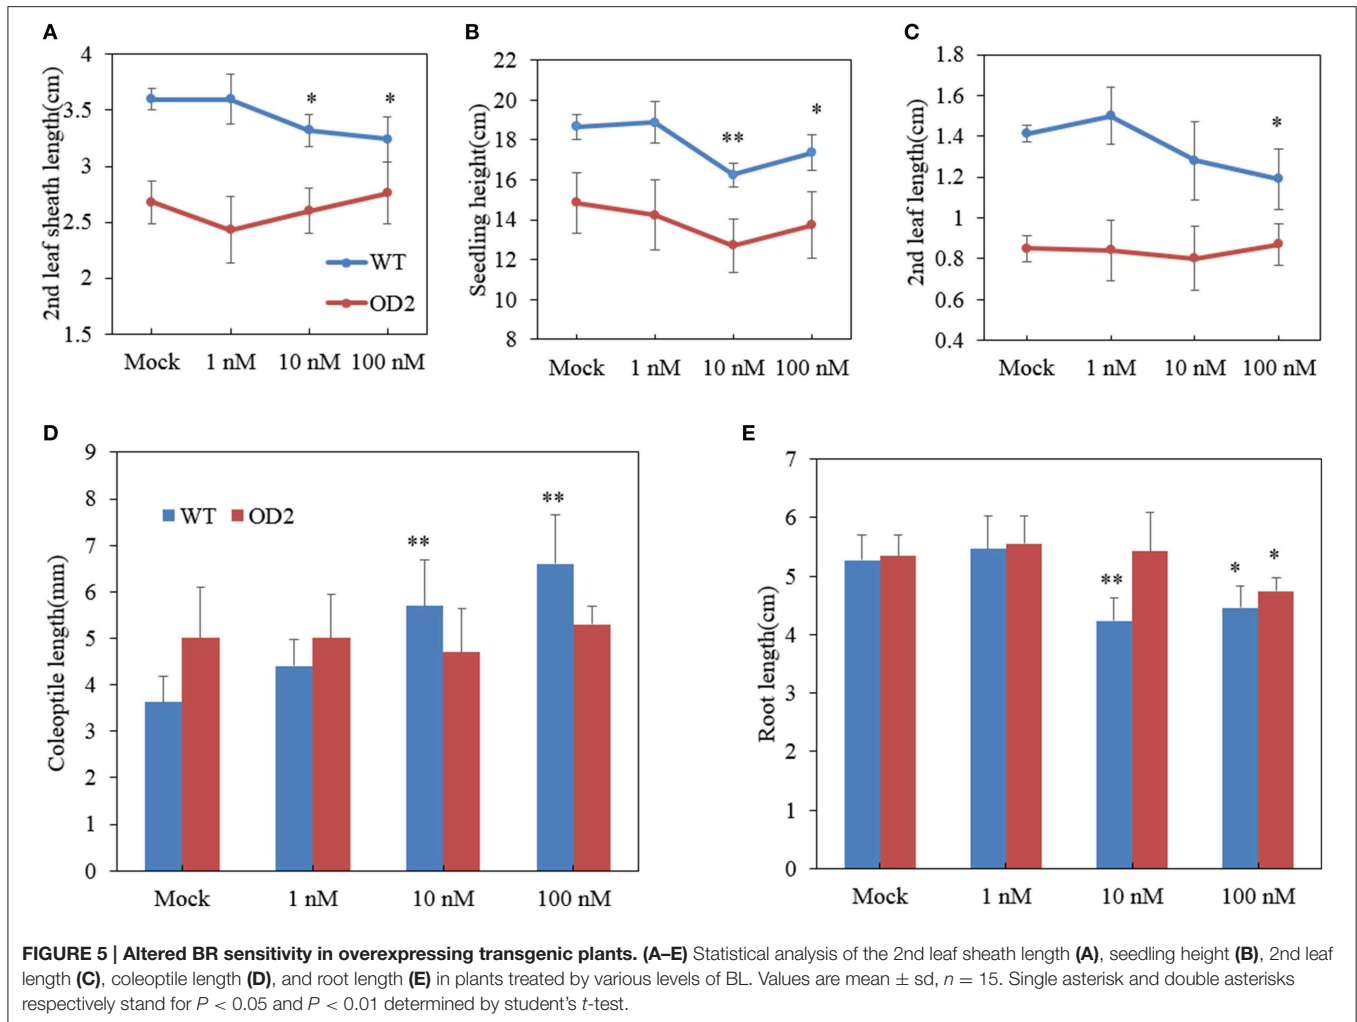 A
2nd leaf sheath length(cm)
4
3.5
3
2.5
2
1.5
*
*
WT
OD2
Mock
1 nM
10 nM
100 nM
B
Seedling height(cm)
22
20
18
16
14
12
10
8
**
*
Mock
1 nM
10 nM
100 nM
C
2nd leaf length(cm)
1.8
1.6
1.4
1.2
1
0.8
0.6
0.4
*
Mock
1 nM
10 nM
100 nM
D
Coleoptile length(mm)
9
8
7
6
5
4
3
2
1
0
WT
OD2
**
**
Mock
1 nM
10 nM
100 nM
E
Root length(cm)
7
6
5
4
3
2
1
0
**
*
*
Mock
1 nM
10 nM
100 nM
FIGURE 5 | Altered BR sensitivity in overexpressing transgenic plants. (A–E) Statistical analysis of the 2nd leaf sheath length (A), seedling height (B), 2nd leaf
length (C), coleoptile length (D), and root length (E) in plants treated by various levels of BL. Values are mean ± sd, n = 15. Single asterisk and double asterisks
respectively stand for P < 0.05 and P < 0.01 determined by student's t-test.